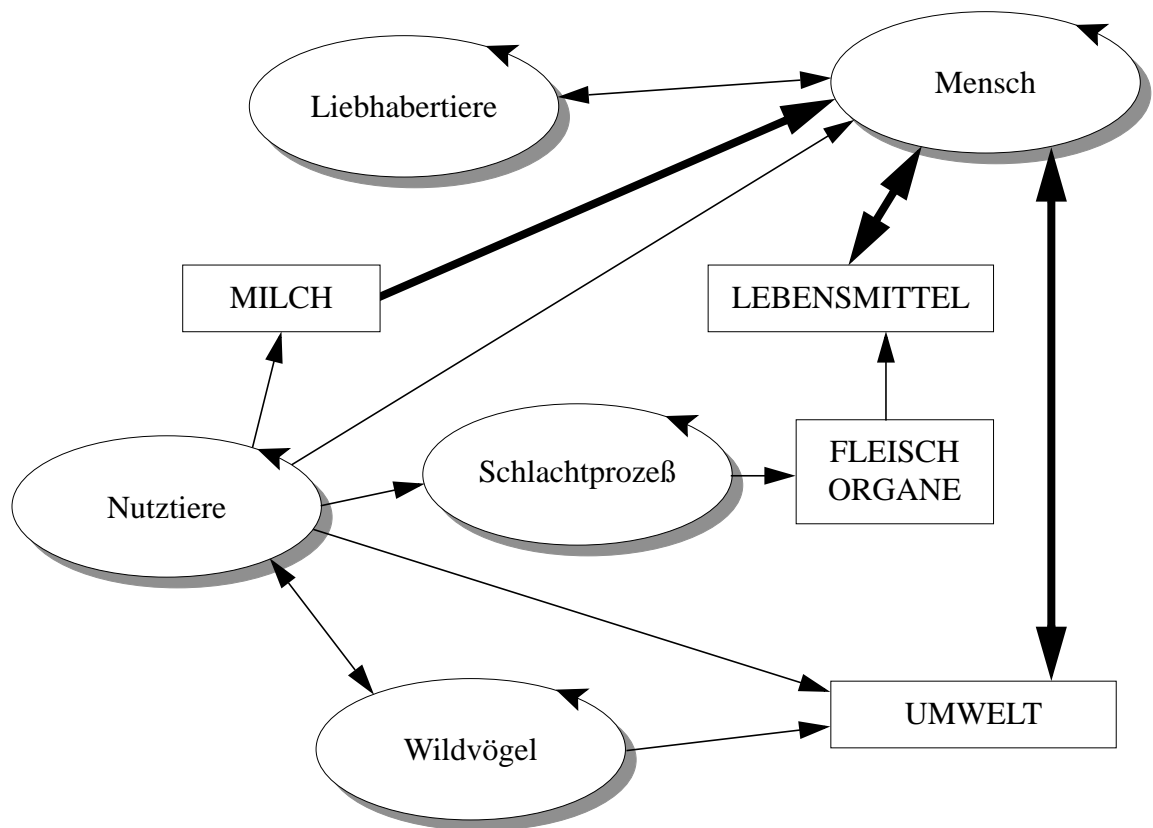 Mensch
Liebhabertiere
MILCH
LEBENSMITTEL
FLEISCH
ORGANE
Schlachtprozeß
Nutztiere
UMWELT
Wildvögel